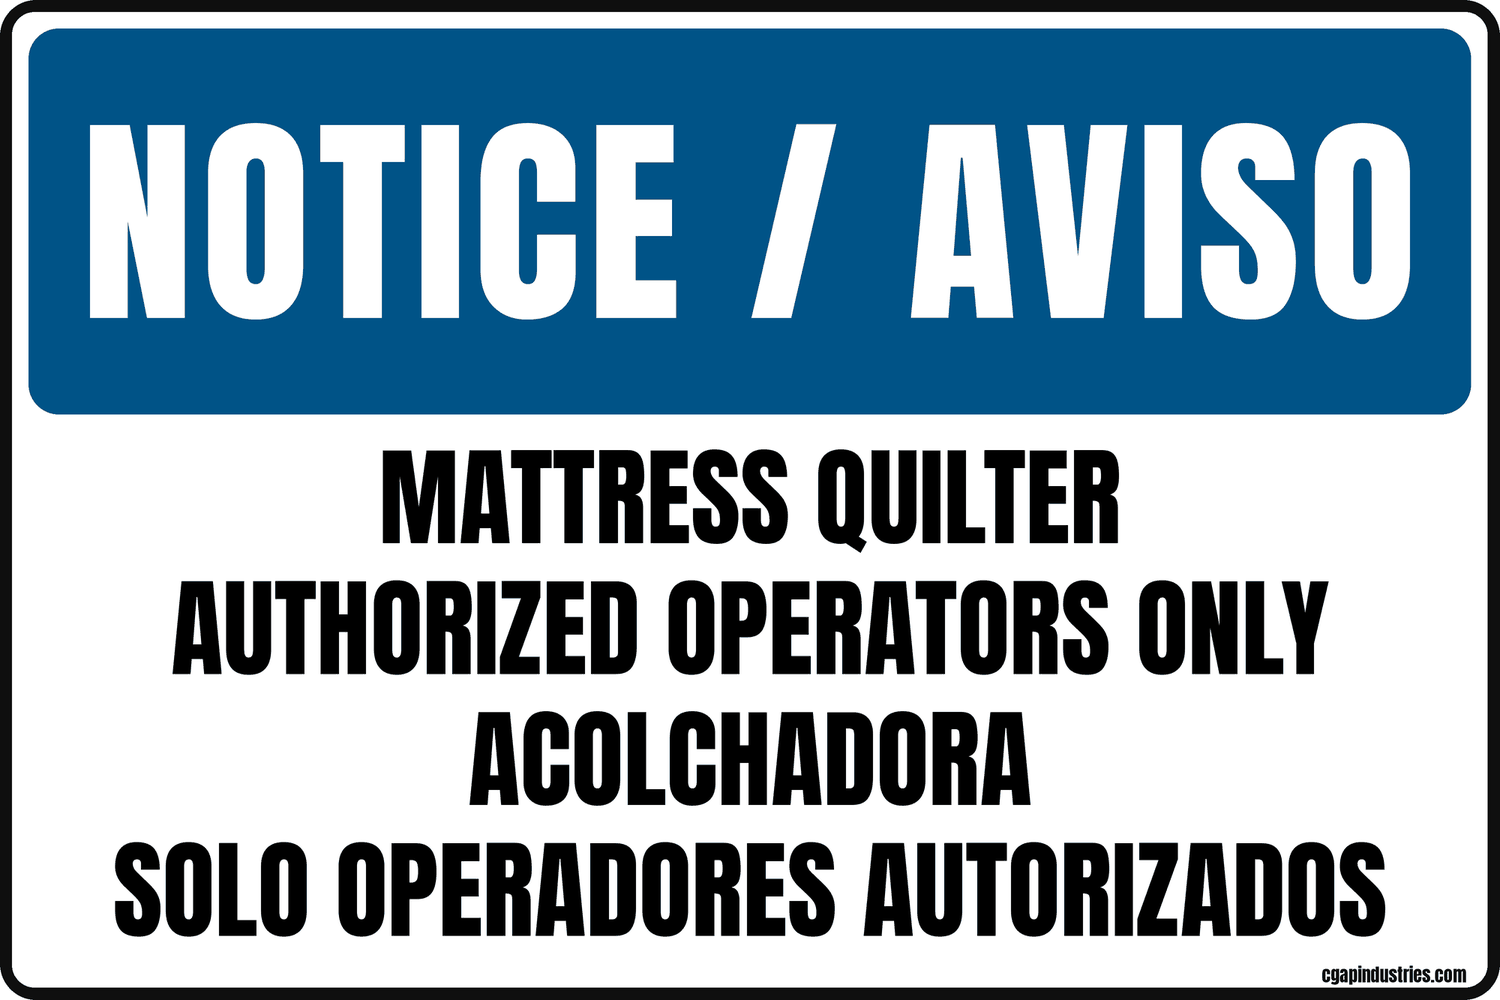 NOTICE / AVISO
MATTRESS QUILTER
AUTHORIZED OPERATORS ONLY
ACOLCHADORA
SOLO OPERADORES AUTORIZADOS
cgapindustries.com